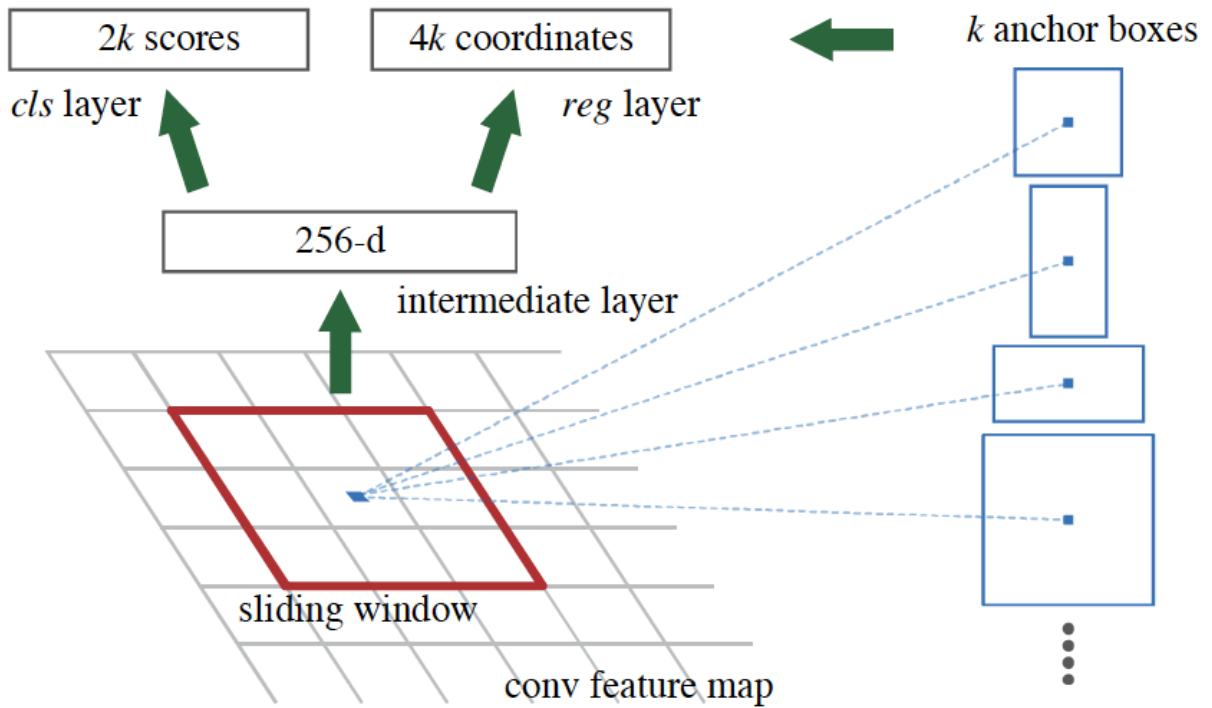 2k scores
4k coordinates
k anchor boxes
cls layer
reg layer
256-d
intermediate layer
sliding window
conv feature map